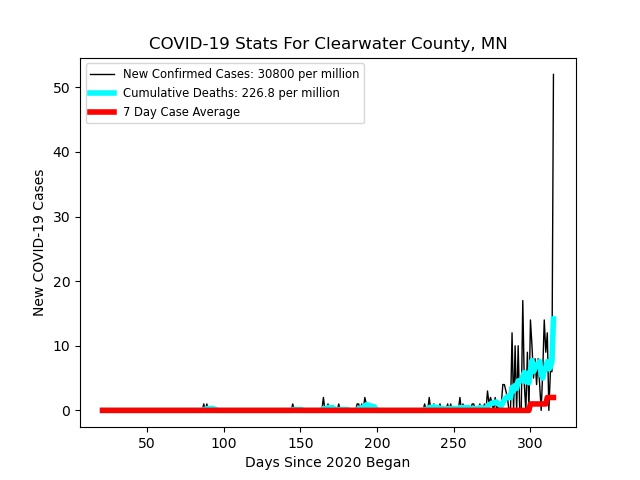 COVID-19 Stats For Clearwater County, MN
New Confirmed Cases: 30800 per million
Cumulative Deaths: 226.8 per million
7 Day Case Average
New COVID-19 Cases
50
40
30
20
10
0
50 100 150 200 250 300
Days Since 2020 Began